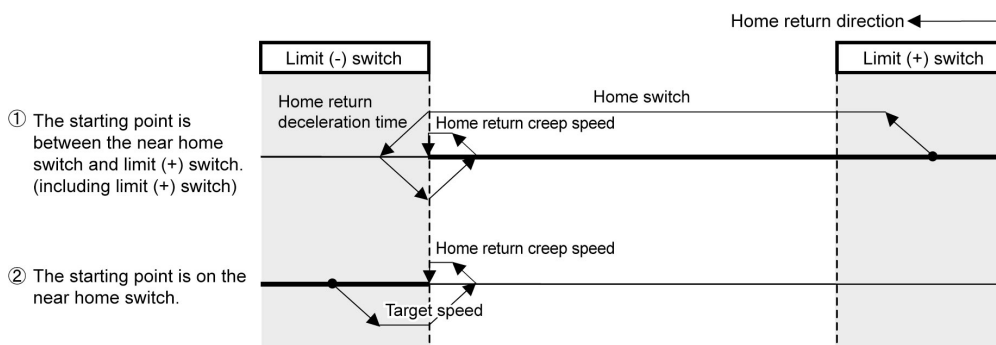 Home return direction
Limit (-) switch
Limit (+) switch
Home return
deceleration time
Home switch
Home return creep speed
① The starting point is
between the near home
switch and limit (+) switch.
(including limit (+) switch)
Home return creep speed
② The starting point is on the
near home switch.
Target speed